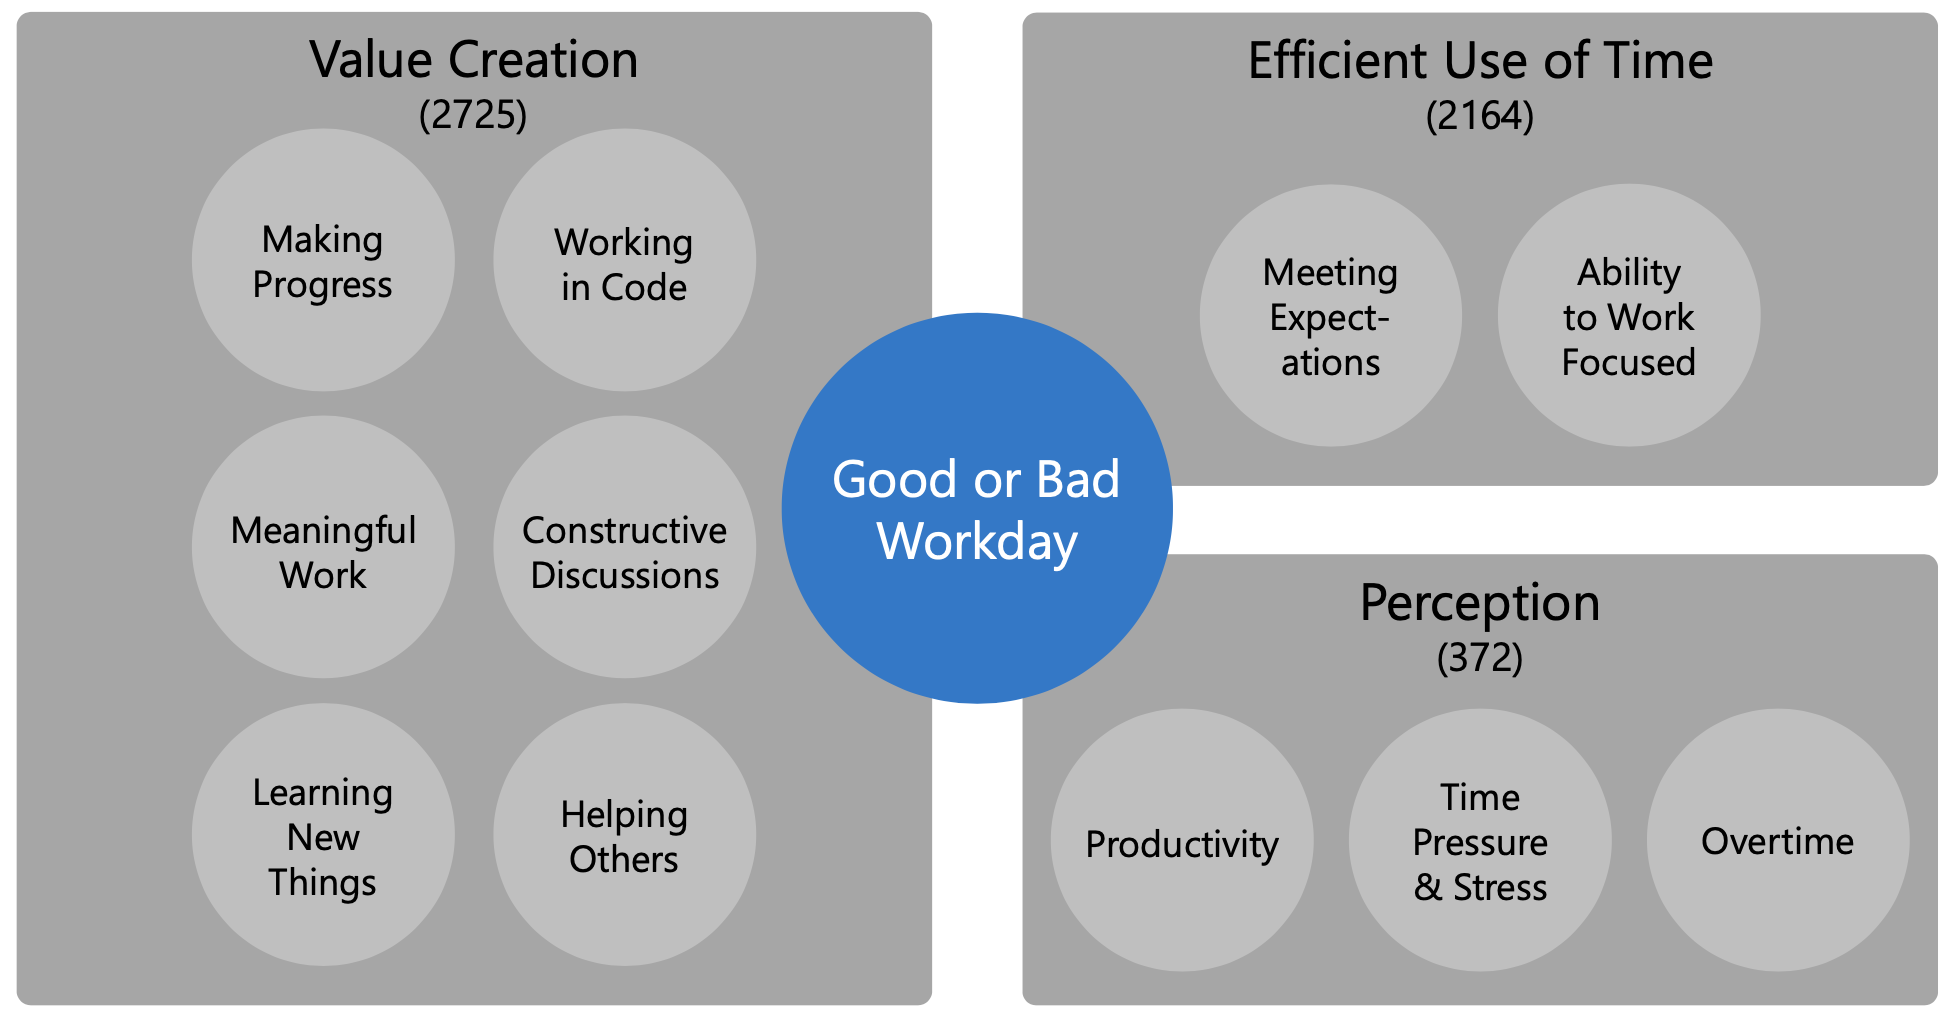 Value Creation
(2725)
Making
Progress
Working
in Code
Meaningful
Work
Constructive
Discussions
Learning
New
Things
Helping
Others
Good or Bad
Workday
Efficient Use of Time
(2164)
Meeting
Expect-
ations
Ability
to Work
Focused
Perception
(372)
Productivity
Time
Pressure
& Stress
Overtime